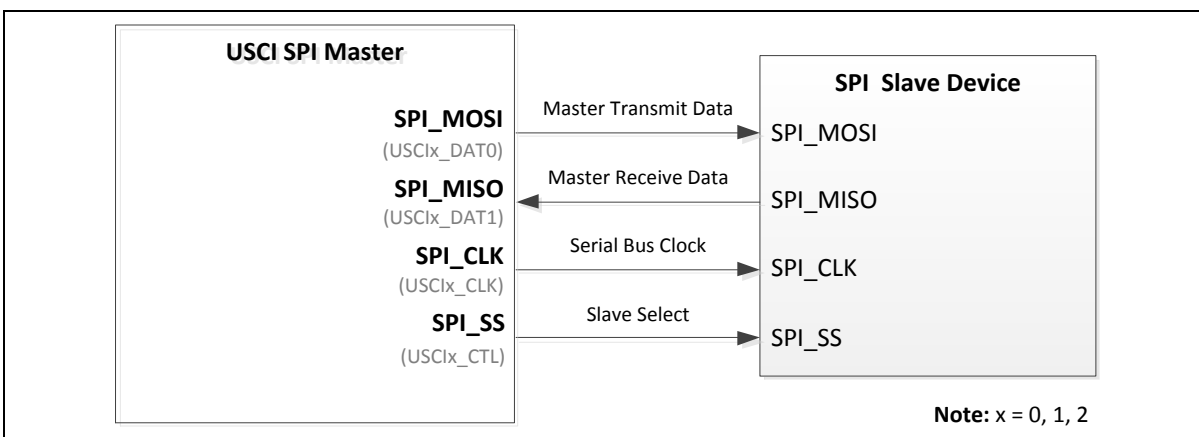 USCI SPI Master
SPI Slave Device
SPI_MOSI
(USCIx_DAT0)
Master Transmit Data
SPI_MOSI
SPI_MISO
(USCIx_DAT1)
Master Receive Data
SPI_MISO
SPI_CLK
(USCIx_CLK)
Serial Bus Clock
SPI_CLK
SPI_SS
(USCIx_CTL)
Slave Select
SPI_SS
Note: x = 0, 1, 2